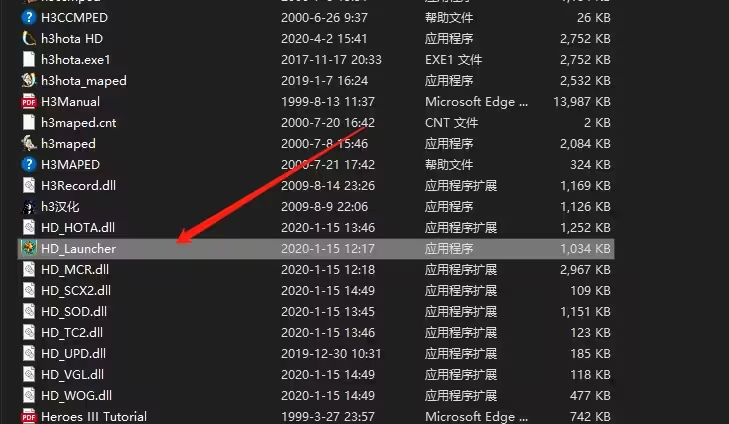 h3ccmped 2000-6-26 13:54 应用程序 1,784 KB
H3CCMPED 2000-6-26 9:37 帮助文件 26 KB
h3hota HD 2020-4-2 15:41 应用程序 2,752 KB
h3hota.exe1 2017-11-17 20:33 EXE1 文件 2,752 KB
h3hota_maped 2019-1-7 16:24 应用程序 2,532 KB
H3Manual 1999-8-13 11:37 Microsoft Edge ... 13,987 KB
h3maped.cnt 2000-7-20 16:42 CNT 文件 2 KB
h3maped 2000-7-8 15:46 应用程序 2,084 KB
H3MAPED 2000-7-21 17:42 帮助文件 324 KB
H3Record.dll 2009-8-14 23:26 应用程序扩展 1,169 KB
h3汉化 2009-8-9 22:06 应用程序 1,126 KB
HD_HOTA.dll 2020-1-15 13:46 应用程序扩展 1,252 KB
HD_Launcher 2020-1-15 12:17 应用程序 1,034 KB
HD_MCR.dll 2020-1-15 12:18 应用程序扩展 2,967 KB
HD_SCX2.dll 2020-1-15 14:49 应用程序扩展 109 KB
HD_SOD.dll 2020-1-15 13:45 应用程序扩展 1,151 KB
HD_TC2.dll 2020-1-15 13:46 应用程序扩展 123 KB
HD_UPD.dll 2019-12-30 10:31 应用程序扩展 185 KB
HD_VGL.dll 2020-1-15 14:49 应用程序扩展 118 KB
HD_WOG.dll 2020-1-15 14:49 应用程序扩展 477 KB
Heroes III Tutorial 1999-3-27 23:57 Microsoft Edge ... 742 KB